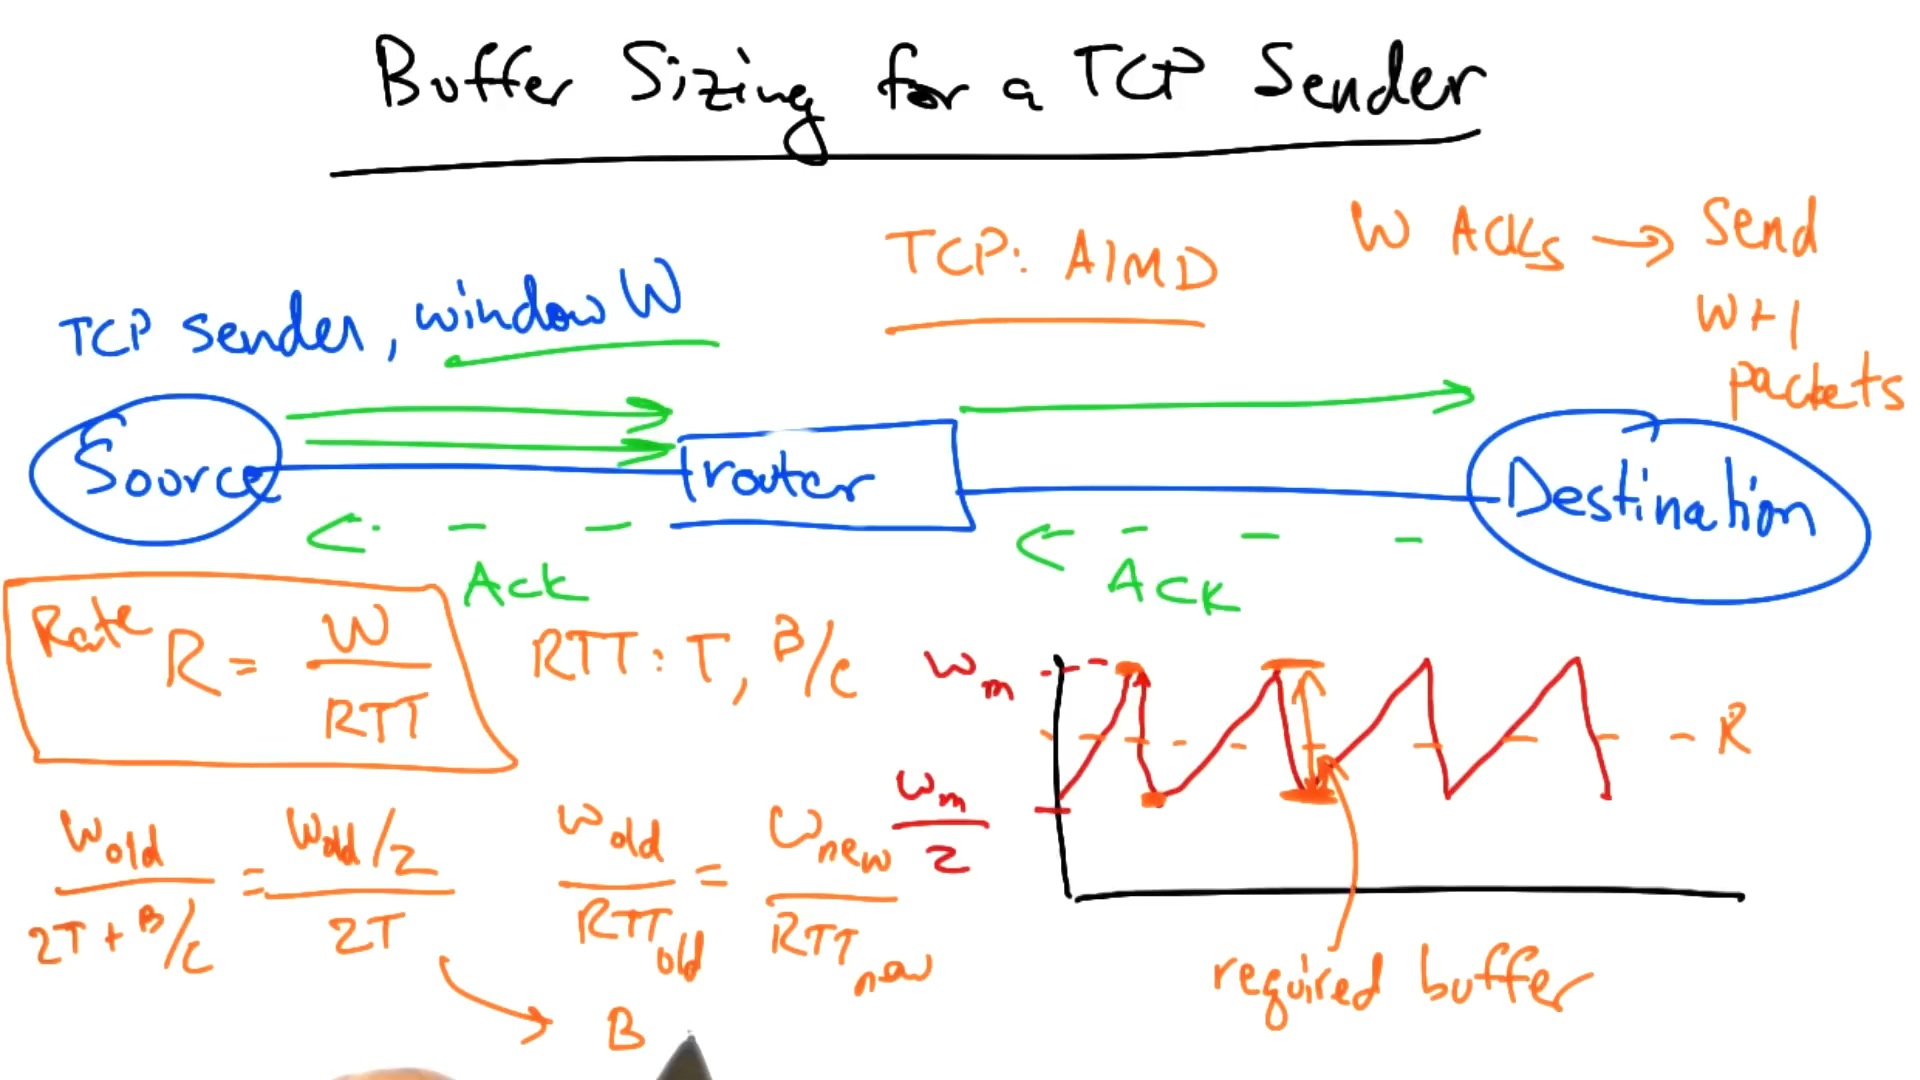 Buffer Sizing for a TCP Sender
TCP: AIMD
W ACKs → Send
W+1
packets
TCP sender, window W
Source
router
Destination
Ack
ACK
Rate R = W / RTT
RTT: T, B/C
Wm
Wm / 2
R
Wold / 2T + B/C = Wold/2 / 2T
Wold / RTTold = Wnew / RTTnew
required buffer
B